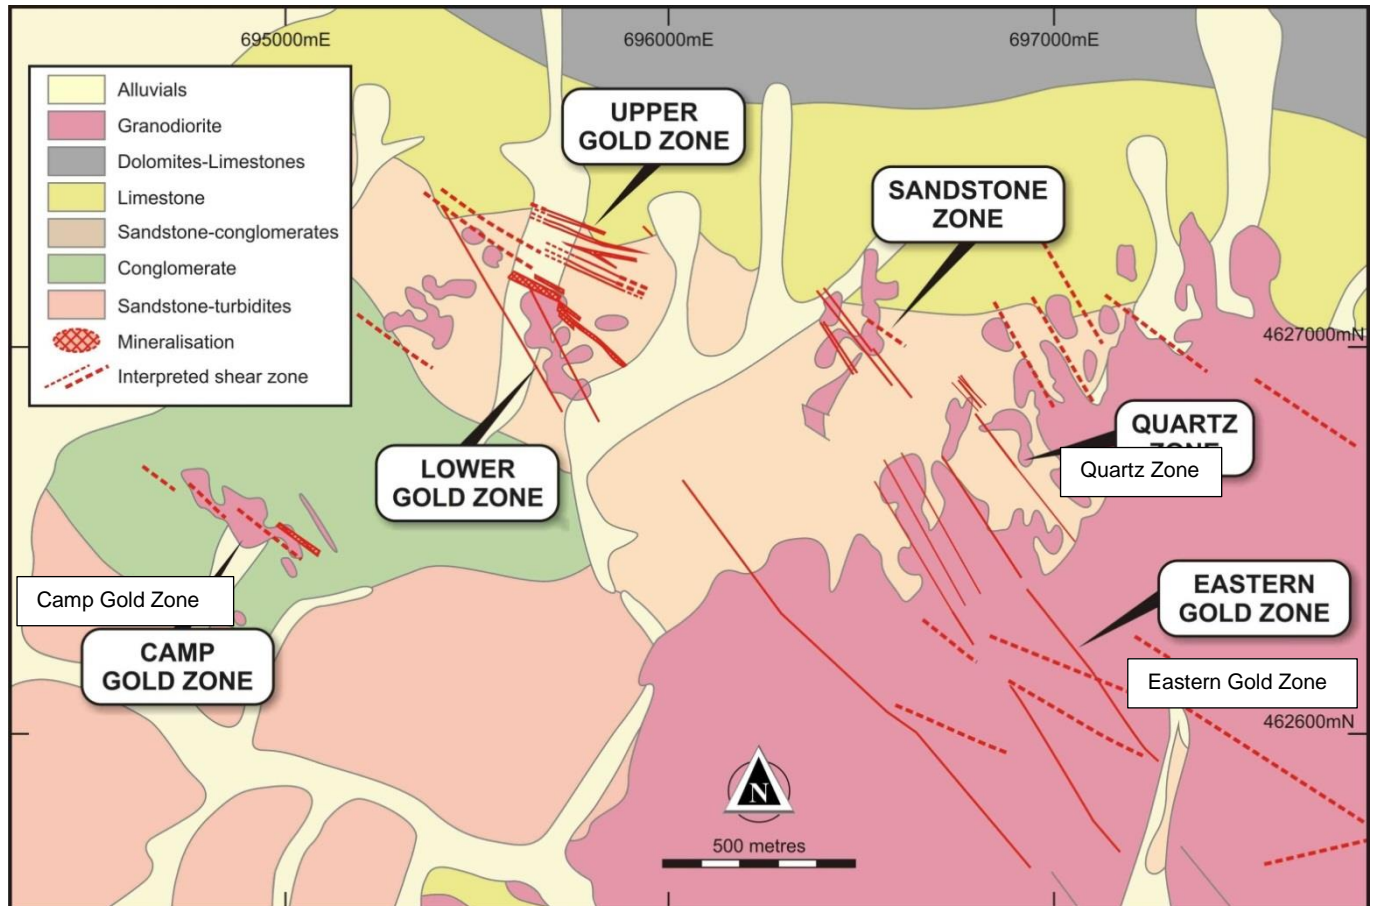 695000mE
696000mE
697000mE
Alluvials
Granodiorite
Dolomites-Limestones
Limestone
Sandstone-conglomerates
Conglomerate
Sandstone-turbidites
Mineralisation
Interpreted shear zone
UPPER
GOLD ZONE
SANDSTONE
ZONE
4627000mN
QUARTZ
Quartz Zone
LOWER
GOLD ZONE
Camp Gold Zone
CAMP
GOLD ZONE
EASTERN
GOLD ZONE
Eastern Gold Zone
462600mN
N
500 metres